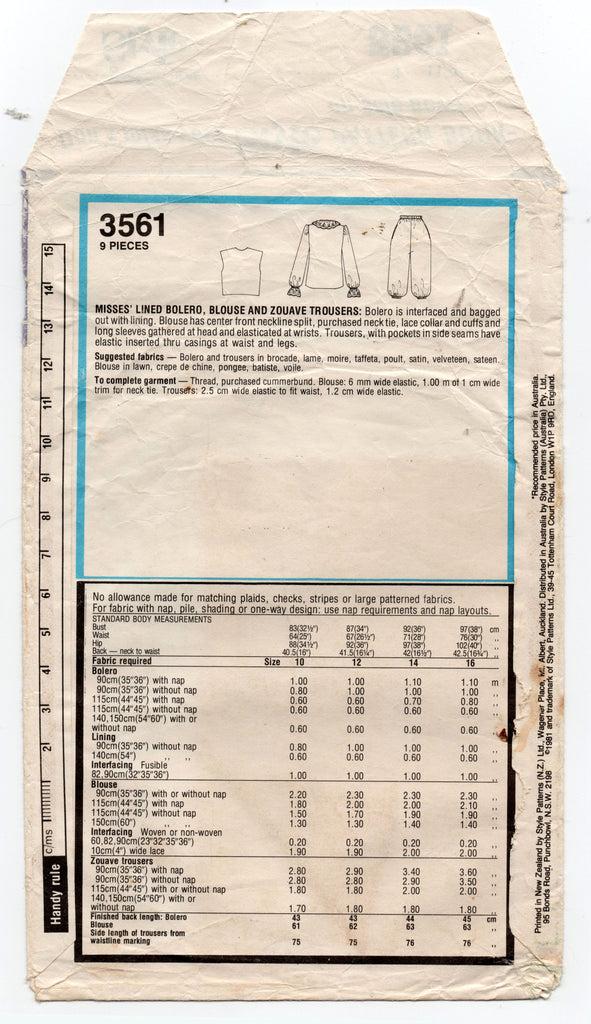 3561
9 PIECES
MISSES' LINED BOLERO, BLOUSE AND ZOUAVE TROUSERS: Bolero is interfaced and bagged
out with lining. Blouse has center front neckline split, purchased neck tie, lace collar and cuffs and
long sleeves gathered at head and elasticated at wrists. Trousers, with pockets in side seams have
elastic inserted thru casings at waist and legs.
Suggested fabrics — Bolero and trousers in brocade, lame, moire, taffeta, poult, satin, velveteen, sateen.
Blouse in lawn, crepe de chine, pongee, batiste, voile.
To complete garment — Thread, purchased cummerbund. Blouse: 6 mm wide elastic, 1.00 m of 1 cm wide
trim for neck tie. Trousers: 2.5 cm wide elastic to fit waist, 1.2 cm wide elastic.
No allowance made for matching plaids, checks, stripes or large patterned fabrics.
For fabric with nap, pile, shading or one-way design: use nap requirements and nap layouts.
STANDARD BODY MEASUREMENTS
Bust 83(32½") 87(34") 92(36") 97(38") cm
Waist 64(25") 67(26½") 71(28") 76(30") ,,
Hip 88(34½") 92(36") 97(38") 102(40") ,,
Back — neck to waist 40.5(16") 41.5(16¼") 42(16½") 42.5(16¾") ,,
Fabric required Size 10 12 14 16
Bolero
90cm(35"36") with nap 1.00 1.00 1.10 1.10 m
90cm(35"36") without nap 0.80 1.00 1.00 1.00 ,,
115cm(44"45") with nap 0.60 0.60 0.70 0.80 ,,
115cm(44"45") without nap 0.60 0.60 0.60 0.60 ,,
140,150cm(54"60") with or
without nap 0.60 0.60 0.60 0.60 ,,
Lining
90cm(35"36") without nap 0.80 1.00 1.00 1.00 ,,
140cm(54") ,, ,, 0.60 0.60 0.60 0.60 ,,
Interfacing Fusible
82,90cm(32"35"36") 1.00 1.00 1.00 1.00 ,,
Blouse
90cm(35"36") with or without nap 2.20 2.30 2.30 2.30 ,,
115cm(44"45") with nap 1.80 2.00 2.00 2.10 ,,
115cm(44"45") without nap 1.50 1.70 1.90 1.90 ,,
150cm(60") ,, ,, 1.30 1.30 1.40 1.40 ,,
Interfacing Woven or non-woven
60,82,90cm(23"32"35"36") 0.20 0.20 0.20 0.20 ,,
10cm(4") wide lace 1.90 1.90 2.00 2.00 ,,
Zouave trousers
90cm(35"36") with nap 2.80 2.90 3.40 3.60 ,,
90cm(35"36") without nap 2.80 2.80 2.90 3.50 ,,
115cm(44"45") with or without nap 1.80 1.80 2.00 2.00 ,,
140,150cm(54"60") with or
without nap 1.70 1.80 1.80 1.80 ,,
Finished back length: Bolero 43 43 44 45 cm
Blouse 61 62 63 63 ,,
Side length of trousers from
waistline marking 75 75 76 76 ,,
Handy rule
c/ms 2 3 4 5 6 7 8 9 10 11 12 13 14 15
*Recommended price in Australia.
Printed in New Zealand by Style Patterns (N.Z.) Ltd., Wagener Place, Mt. Albert, Auckland. Distributed in Australia by Style Patterns (Australia) Pty. Ltd.,
95 Bonds Road, Punchbowl, N.S.W. 2196 ©1981 and trademark of Style Patterns Ltd., 39-45 Tottenham Court Road, London W1P 9RD, England.